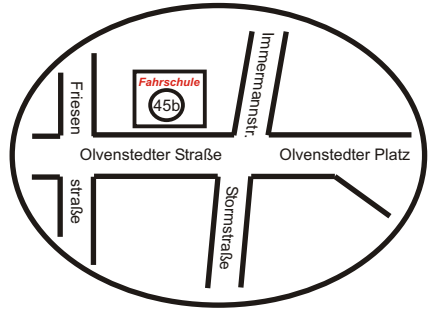 Fahrschule
45b
Immermannstr.
Friesen
straße
Olvenstedter Straße
Olvenstedter Platz
Stormstraße